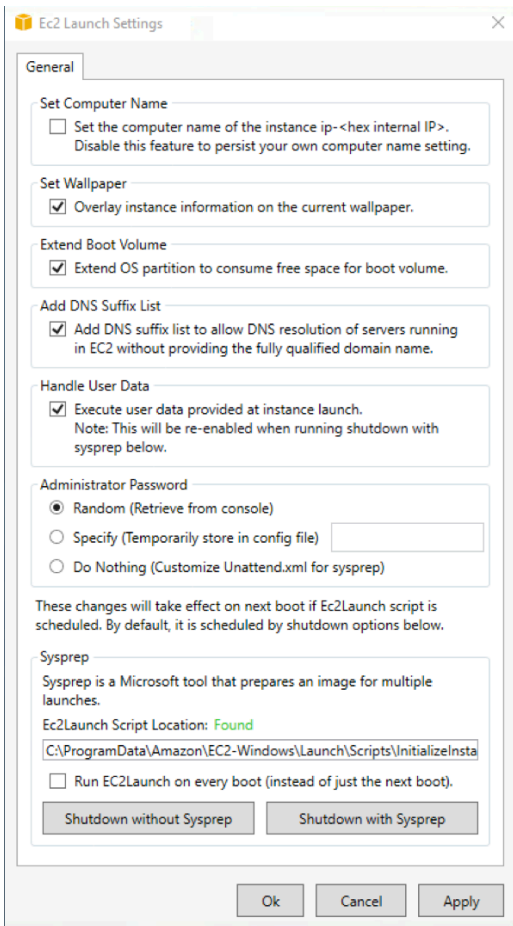 Ec2 Launch Settings
General
Set Computer Name
Set the computer name of the instance ip-<hex internal IP>.
Disable this feature to persist your own computer name setting.
Set Wallpaper
Overlay instance information on the current wallpaper.
Extend Boot Volume
Extend OS partition to consume free space for boot volume.
Add DNS Suffix List
Add DNS suffix list to allow DNS resolution of servers running
in EC2 without providing the fully qualified domain name.
Handle User Data
Execute user data provided at instance launch.
Note: This will be re-enabled when running shutdown with
sysprep below.
Administrator Password
Random (Retrieve from console)
Specify (Temporarily store in config file)
Do Nothing (Customize Unattend.xml for sysprep)
These changes will take effect on next boot if Ec2Launch script is
scheduled. By default, it is scheduled by shutdown options below.
Sysprep
Sysprep is a Microsoft tool that prepares an image for multiple
launches.
Ec2Launch Script Location: Found
C:\ProgramData\Amazon\EC2-Windows\Launch\Scripts\InitializeInsta
Run EC2Launch on every boot (instead of just the next boot).
Shutdown without Sysprep Shutdown with Sysprep
Ok Cancel Apply